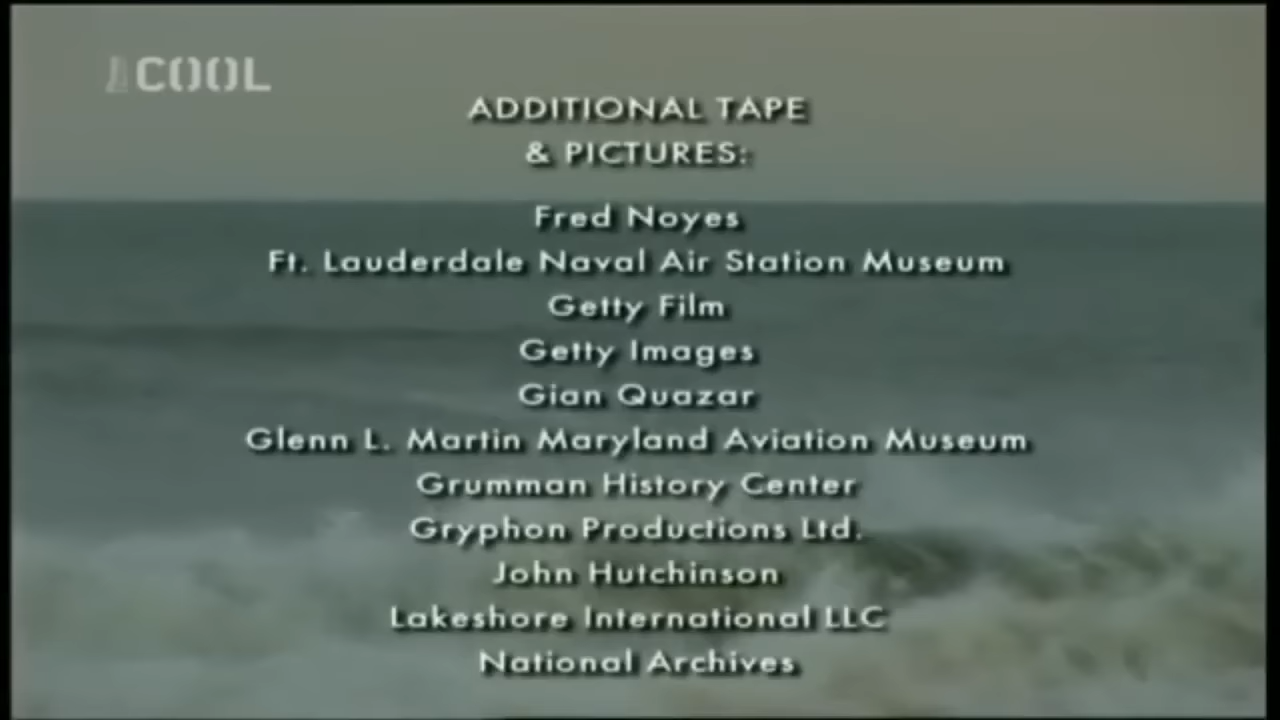 COOL
ADDITIONAL TAPE
& PICTURES:
Fred Noyes
Ft. Lauderdale Naval Air Station Museum
Getty Film
Getty Images
Gian Quazar
Glenn L. Martin Maryland Aviation Museum
Grumman History Center
Gryphon Productions Ltd.
John Hutchinson
Lakeshore International LLC
National Archives